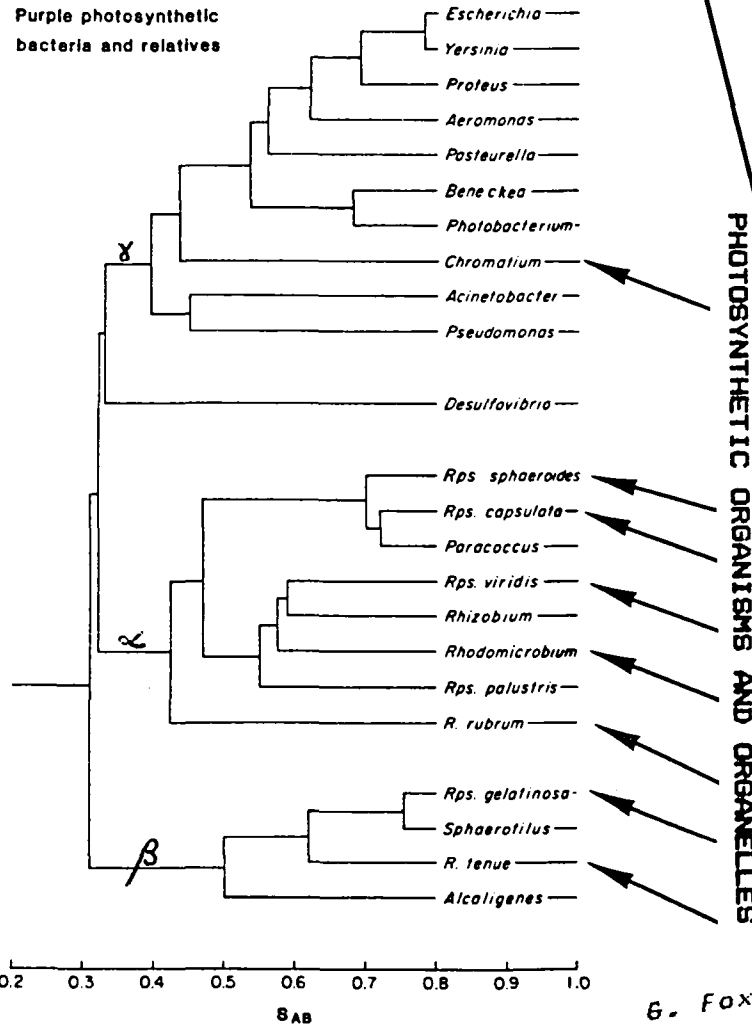 Purple photosynthetic
bacteria and relatives
Escherichia
Yersinia
Proteus
Aeromonas
Pasteurella
Beneckea
Photobacterium
Chromatium
Acinetobacter
Pseudomonas
Desulfovibrio
Rps. sphaeroides
Rps. capsulata
Paracoccus
Rps. viridis
Rhizobium
Rhodomicrobium
Rps. palustris
R. rubrum
Rps. gelatinosa
Sphaerotilus
R. tenue
Alcaligenes
γ
α
β
0.2 0.3 0.4 0.5 0.6 0.7 0.8 0.9 1.0
SAB
PHOTOSYNTHETIC ORGANISMS AND ORGANELLES
G. Fox